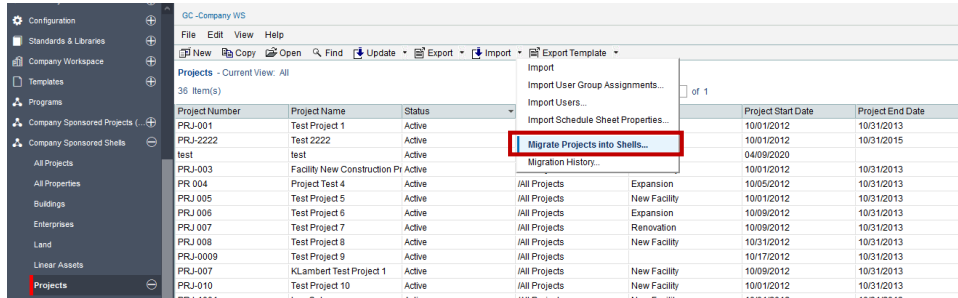 GC -Company WS
File Edit View Help
New Copy Open Find Update Export Import Export Template
Projects - Current View: All
36 Item(s)
of 1
Configuration
Standards & Libraries
Company Workspace
Templates
Programs
Company Sponsored Projects (...
Company Sponsored Shells
All Projects
All Properties
Buildings
Enterprises
Land
Linear Assets
Projects
Import
Import User Group Assignments...
Import Users...
Import Schedule Sheet Properties...
Migrate Projects into Shells...
Migration History...
Project Number Project Name Status Project Start Date Project End Date
PRJ-001 Test Project 1 Active 10/01/2012 10/31/2013
PRJ-2222 Test 2222 Active 10/01/2012 10/31/2015
test test Active 04/09/2020
PRJ-003 Facility New Construction Pr Active 10/01/2012 10/31/2013
PR 004 Project Test 4 Active /All Projects Expansion 10/05/2012 10/31/2013
PRJ 005 Test Project 5 Active /All Projects New Facility 10/01/2012 10/31/2013
PRJ 006 Test Project 6 Active /All Projects Expansion 10/09/2012 10/31/2013
PRJ 007 Test Project 7 Active /All Projects Renovation 10/09/2012 10/31/2013
PRJ 008 Test Project 8 Active /All Projects New Facility 10/31/2012 10/31/2013
PRJ-0009 Test Project 9 Active /All Projects 10/17/2012 10/31/2013
PRJ-007 KLambert Test Project 1 Active /All Projects New Facility 10/09/2012 10/31/2013
PRJ-010 Test Project 10 Active /All Projects New Facility 10/01/2012 10/31/2013